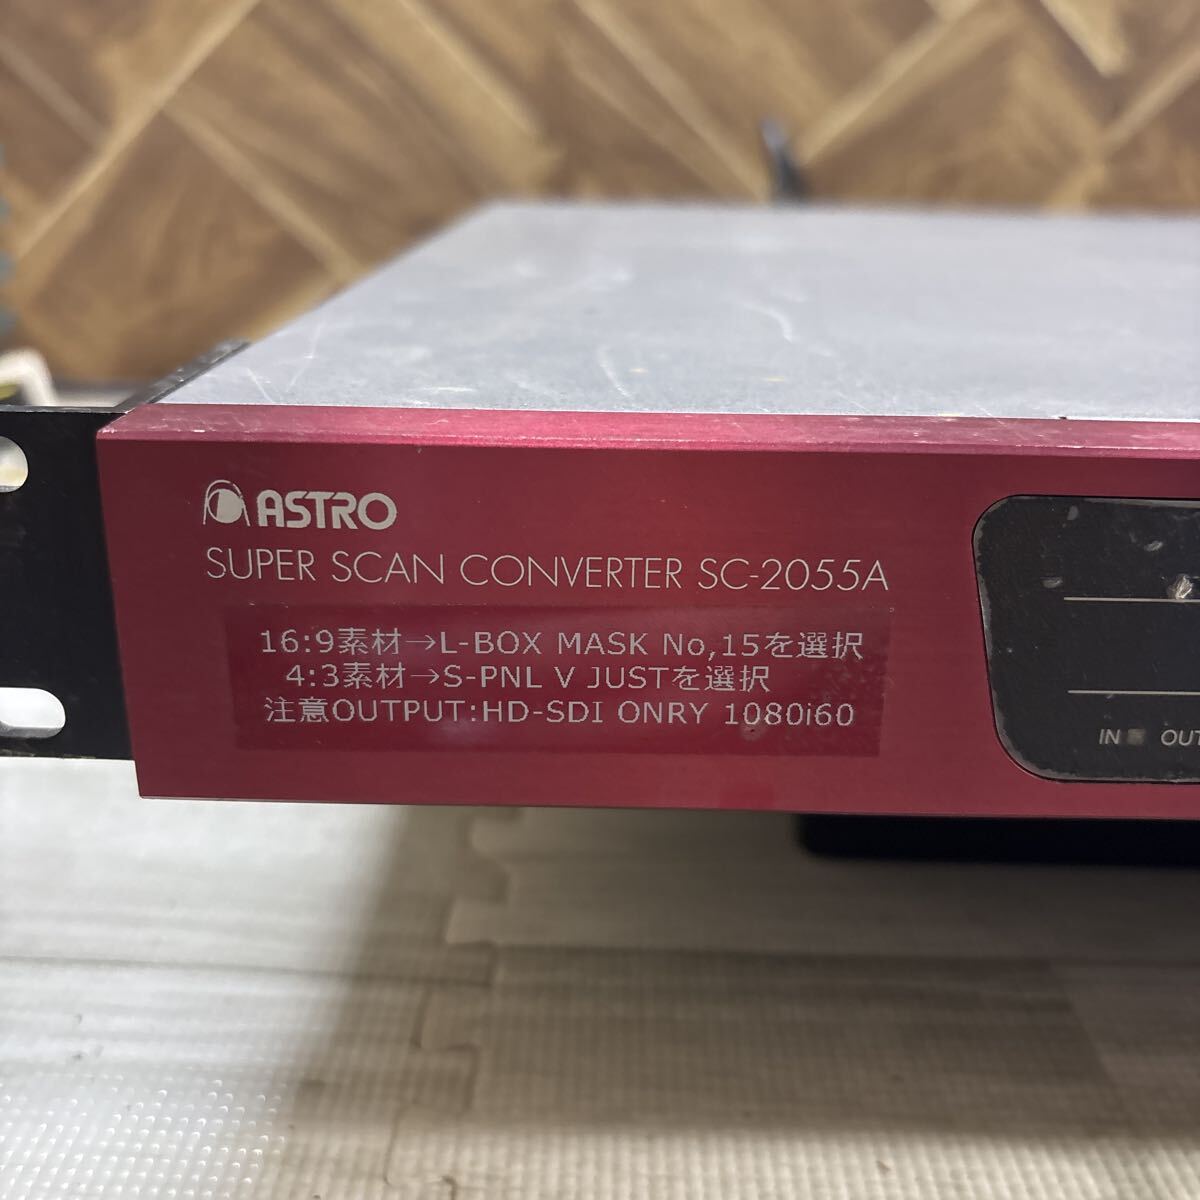 ASTRO
SUPER SCAN CONVERTER SC-2055A
16:9素材→L-BOX MASK No,15を選択
4:3素材→S-PNL V JUSTを選択
注意OUTPUT:HD-SDI ONRY 1080i60
IN OUT